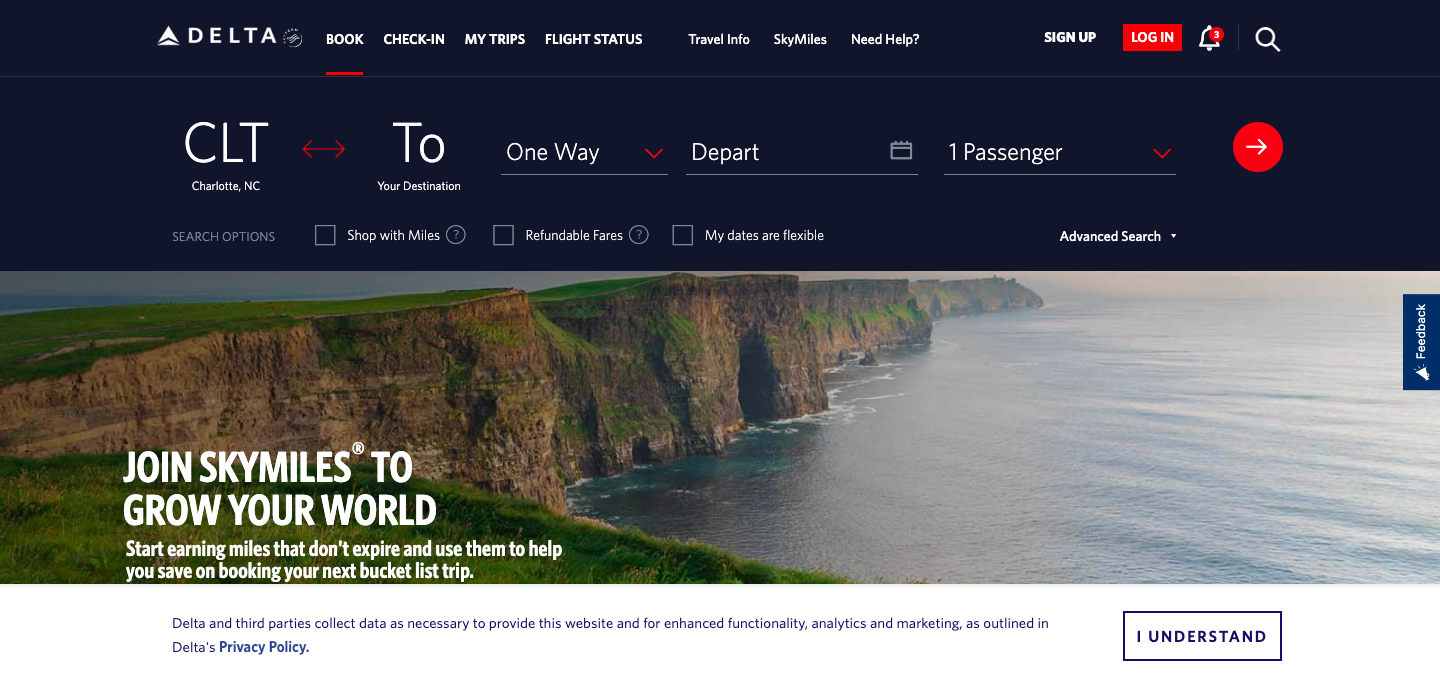 DELTA
BOOK CHECK-IN MY TRIPS FLIGHT STATUS Travel Info SkyMiles Need Help? SIGN UP LOG IN 3
CLT To One Way Depart 1 Passenger
Charlotte, NC Your Destination
SEARCH OPTIONS Shop with Miles ? Refundable Fares ? My dates are flexible Advanced Search
Feedback
JOIN SKYMILES® TO
GROW YOUR WORLD
Start earning miles that don't expire and use them to help
you save on booking your next bucket list trip.
Delta and third parties collect data as necessary to provide this website and for enhanced functionality, analytics and marketing, as outlined in
Delta's Privacy Policy.
I UNDERSTAND